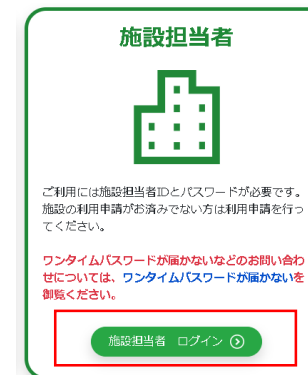 施設担当者
ご利用には施設担当者IDとパスワードが必要です。
施設の利用申請がお済みでない方は利用申請を行っ
てください。
ワンタイムパスワードが届かないなどのお問い合わ
せについては、ワンタイムパスワードが届かないを
御覧ください。
施設担当者　ログイン